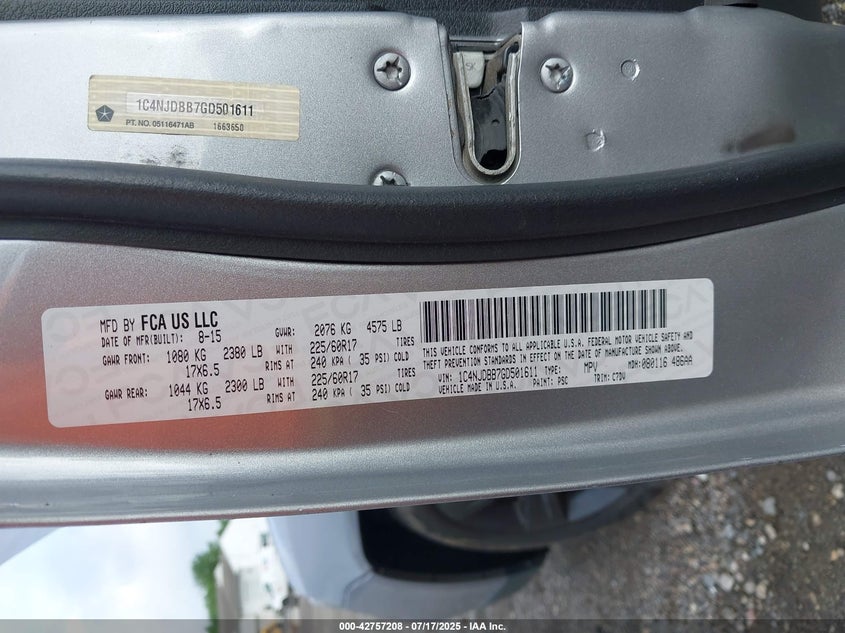 1C4NJDBB7GD501611
PT. NO. 05116471AB 1663650
MFD BY FCA US LLC
DATE OF MFR(BUILT): 8-15 GVWR: 2076 KG 4575 LB
GAWR FRONT: 1080 KG 2380 LB WITH 225/60R17 TIRES
17X6.5 RIMS AT 240 KPA ( 35 PSI) COLD
GAWR REAR: 1044 KG 2300 LB WITH 225/60R17 TIRES
17X6.5 RIMS AT 240 KPA ( 35 PSI) COLD
THIS VEHICLE CONFORMS TO ALL APPLICABLE U.S.A. FEDERAL MOTOR VEHICLE SAFETY AND
THEFT PREVENTION STANDARDS IN EFFECT ON THE DATE OF MANUFACTURE SHOWN ABOVE.
VIN: 1C4NJDBB7GD501611 TYPE: MPV MDH: 080116 486AA
VEHICLE MADE IN U.S.A. PAINT: PSC TRIM: C7DV
000-42757208 - 07/17/2025 - IAA Inc.